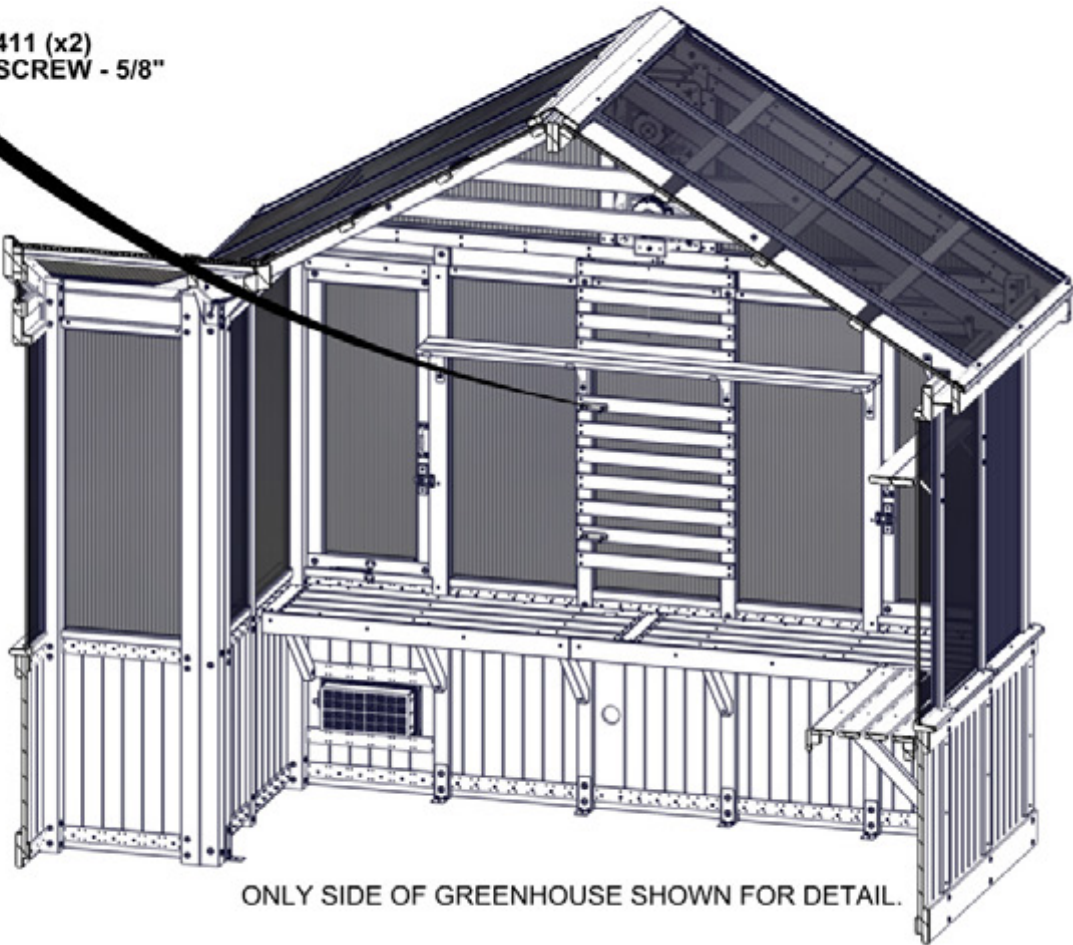 411 (x2)
SCREW - 5/8"
ONLY SIDE OF GREENHOUSE SHOWN FOR DETAIL.